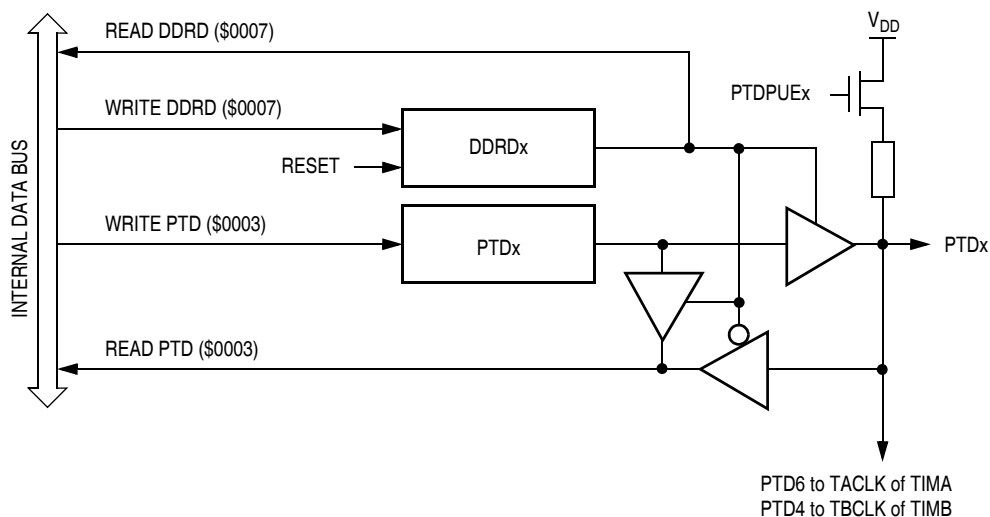 READ DDRD ($0007)
V_DD
WRITE DDRD ($0007)
PTDPUEx
DDRDx
RESET
INTERNAL DATA BUS
WRITE PTD ($0003)
PTDx
PTDx
READ PTD ($0003)
PTD6 to TACLK of TIMA
PTD4 to TBCLK of TIMB